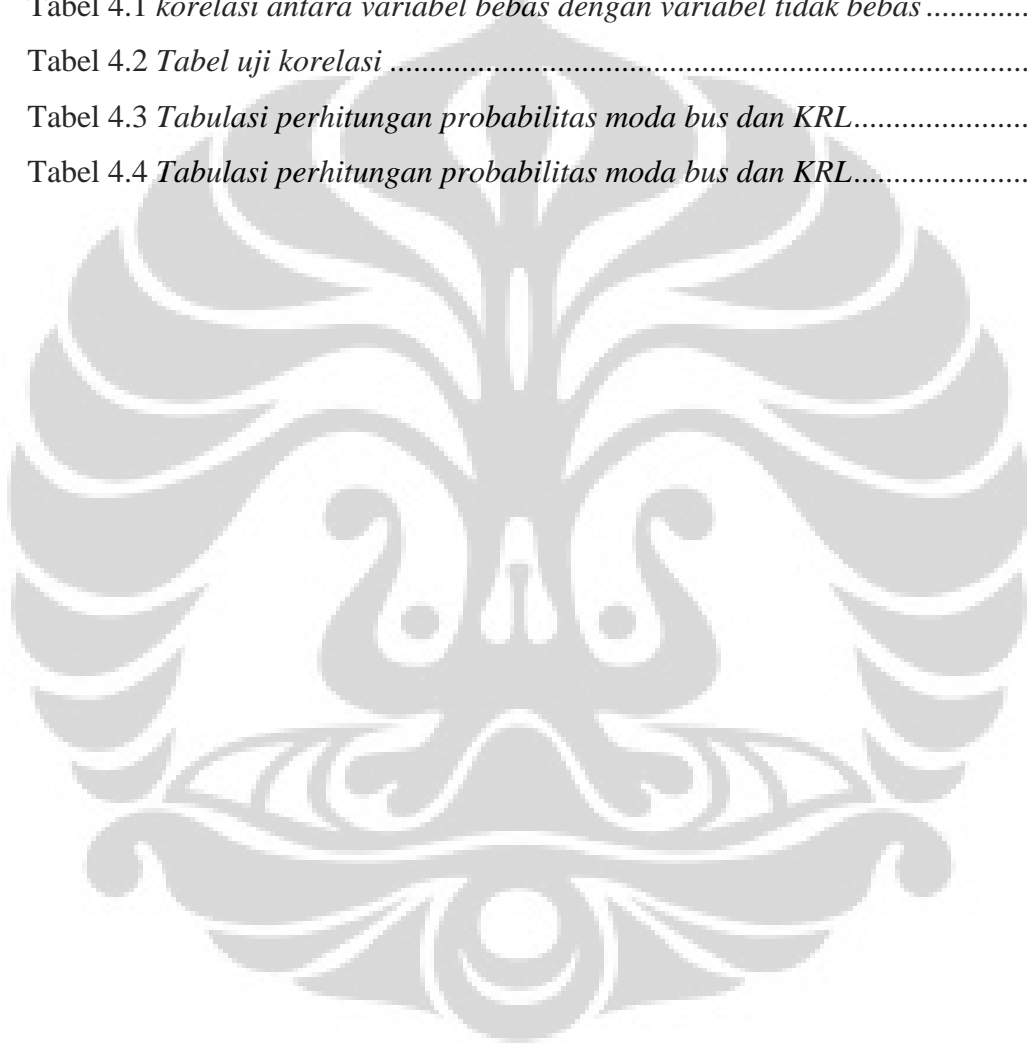 Tabel 4.1 korelasi antara variabel bebas dengan variabel tidak bebas .............
Tabel 4.2 Tabel uji korelasi .................................................................................
Tabel 4.3 Tabulasi perhitungan probabilitas moda bus dan KRL......................
Tabel 4.4 Tabulasi perhitungan probabilitas moda bus dan KRL......................